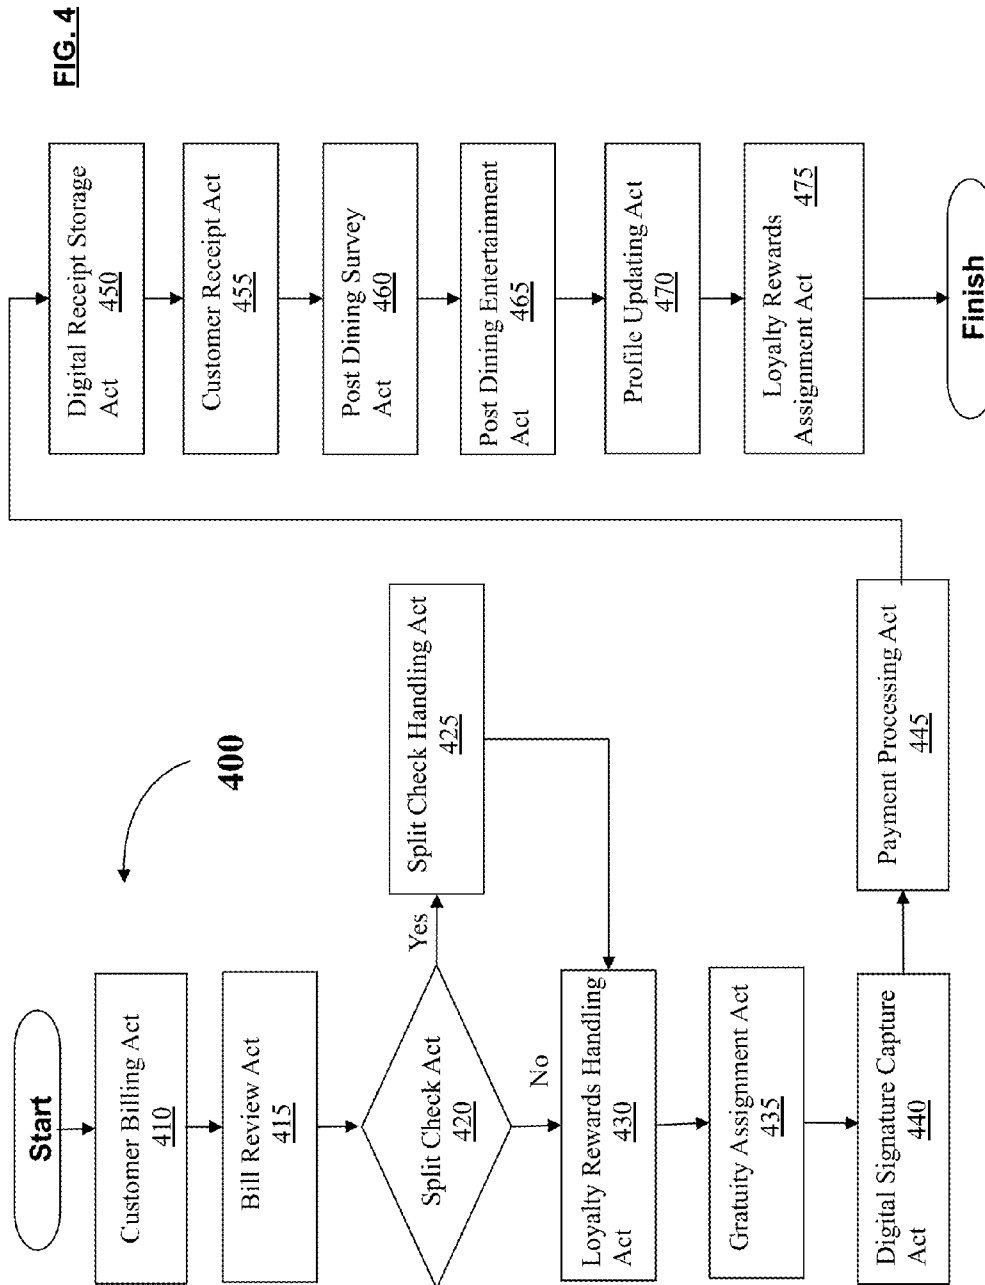 FIG. 4
400
Start
Customer Billing Act
410
Bill Review Act
415
Split Check Act
420
Yes
No
Split Check Handling Act
425
Loyalty Rewards Handling
Act
430
Gratuity Assignment Act
435
Digital Signature Capture
Act
440
Payment Processing Act
445
Digital Receipt Storage
Act
450
Customer Receipt Act
455
Post Dining Survey
Act
460
Post Dining Entertainment
Act
465
Profile Updating Act
470
Loyalty Rewards
Assignment Act
475
Finish